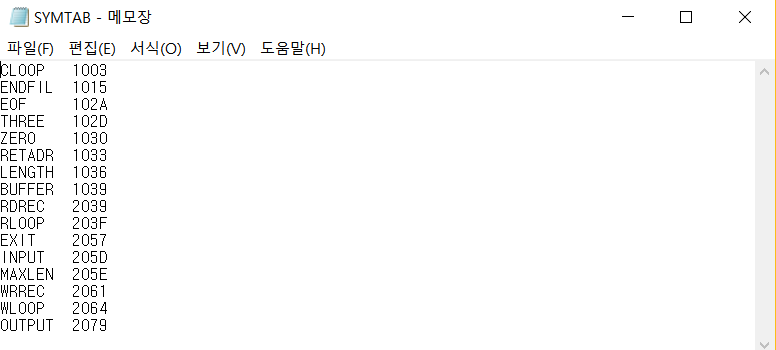 SYMTAB - 메모장
파일(F) 편집(E) 서식(O) 보기(V) 도움말(H)
CLOOP 1003
ENDFIL 1015
EOF 102A
THREE 102D
ZERO 1030
RETADR 1033
LENGTH 1036
BUFFER 1039
RDREC 2039
RLOOP 203F
EXIT 2057
INPUT 205D
MAXLEN 205E
WRREC 2061
WLOOP 2064
OUTPUT 2079